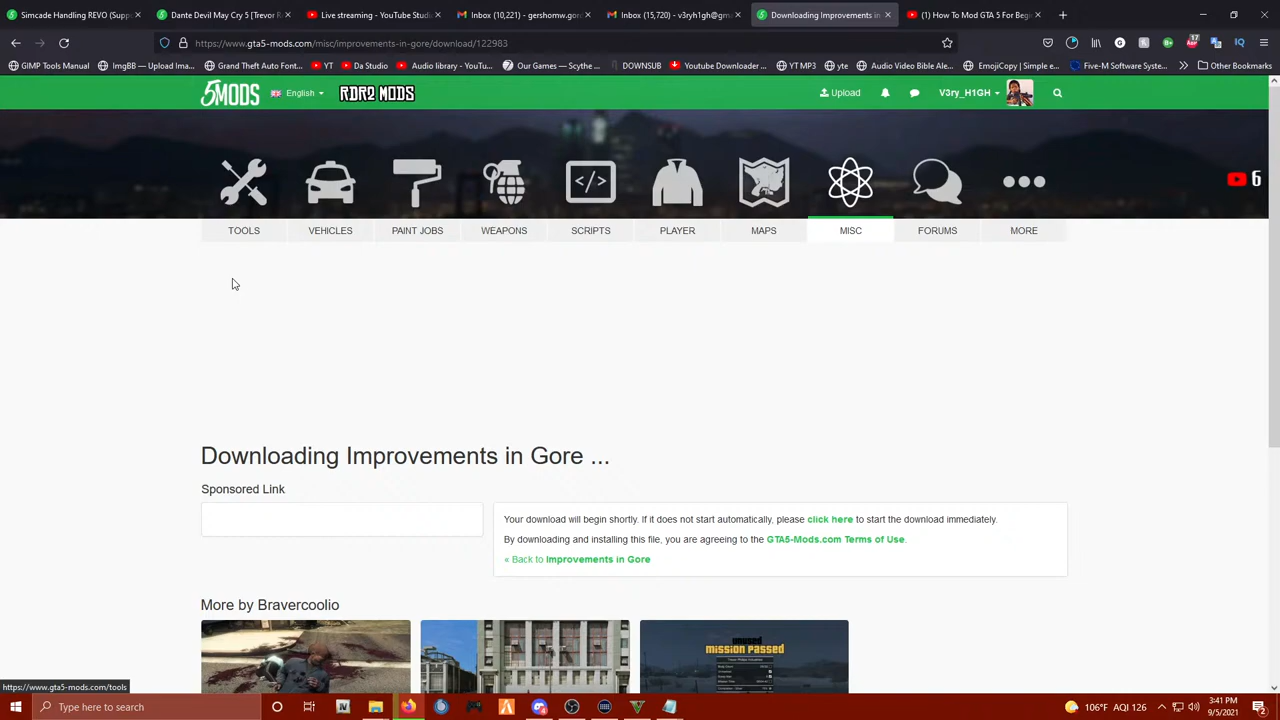 Simcade Handling REVO (Supp
Dante Devil May Cry 5 [Trevor R
Live streaming - YouTube Studi
Inbox (10,221) - gershomw.gor
Inbox (15,720) - v3ryh1gh@gm
Downloading Improvements in
(1) How To Mod GTA 5 For Begi
https://www.gta5-mods.com/misc/improvements-in-gore/download/122983
17
GIMP Tools Manual
ImgBB — Upload Ima...
Grand Theft Auto Font...
YT
Da Studio
Audio library - YouTu...
Our Games — Scythe ...
DOWNSUB
Youtube Downloader ...
YT MP3
yte
Audio Video Bible Ale...
EmojiCopy | Simple e...
Five-M Software System...
Other Bookmarks
5MODS
English
RDR2 MODS
Upload
V3ry_H1GH
6
TOOLS
VEHICLES
PAINT JOBS
WEAPONS
SCRIPTS
PLAYER
MAPS
MISC
FORUMS
MORE
Downloading Improvements in Gore ...
Sponsored Link
Your download will begin shortly. If it does not start automatically, please click here to start the download immediately.
By downloading and installing this file, you are agreeing to the GTA5-Mods.com Terms of Use.
« Back to Improvements in Gore
More by Bravercoolio
UNUSED
MISSION PASSED
https://www.gta5-mods.com/tools
Type here to search
106°F AQI 126
3:41 PM
9/5/2021
2